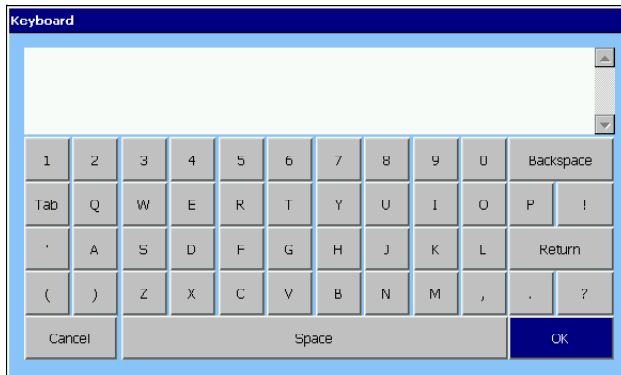 Keyboard
1 2 3 4 5 6 7 8 9 0 Backspace
Tab Q W E R T Y U I O P !
' A S D F G H J K L Return
( ) Z X C V B N M , . ?
Cancel Space OK